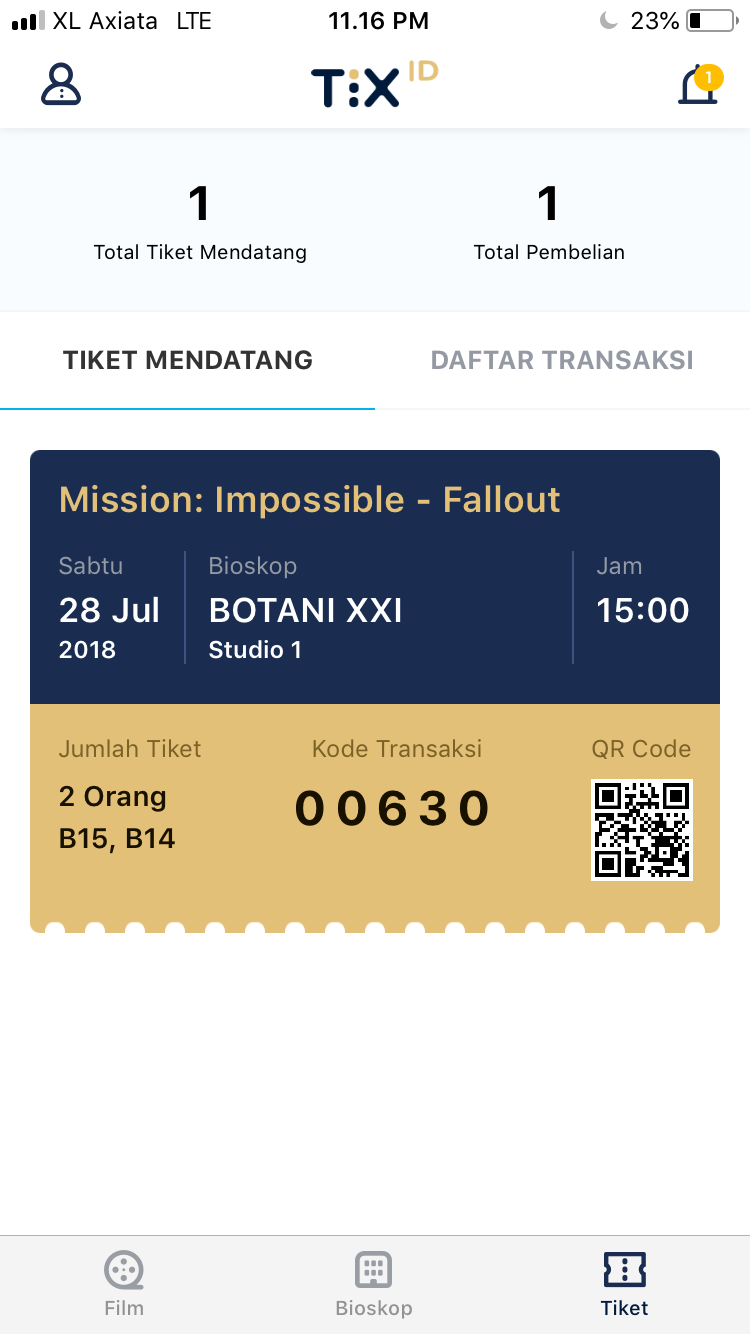 XL Axiata LTE 11.16 PM 23%
TIX ID 1
1 1
Total Tiket Mendatang Total Pembelian
TIKET MENDATANG DAFTAR TRANSAKSI
Mission: Impossible - Fallout
Sabtu Bioskop Jam
28 Jul BOTANI XXI 15:00
2018 Studio 1
Jumlah Tiket Kode Transaksi QR Code
2 Orang 00630
B15, B14
Film Bioskop Tiket